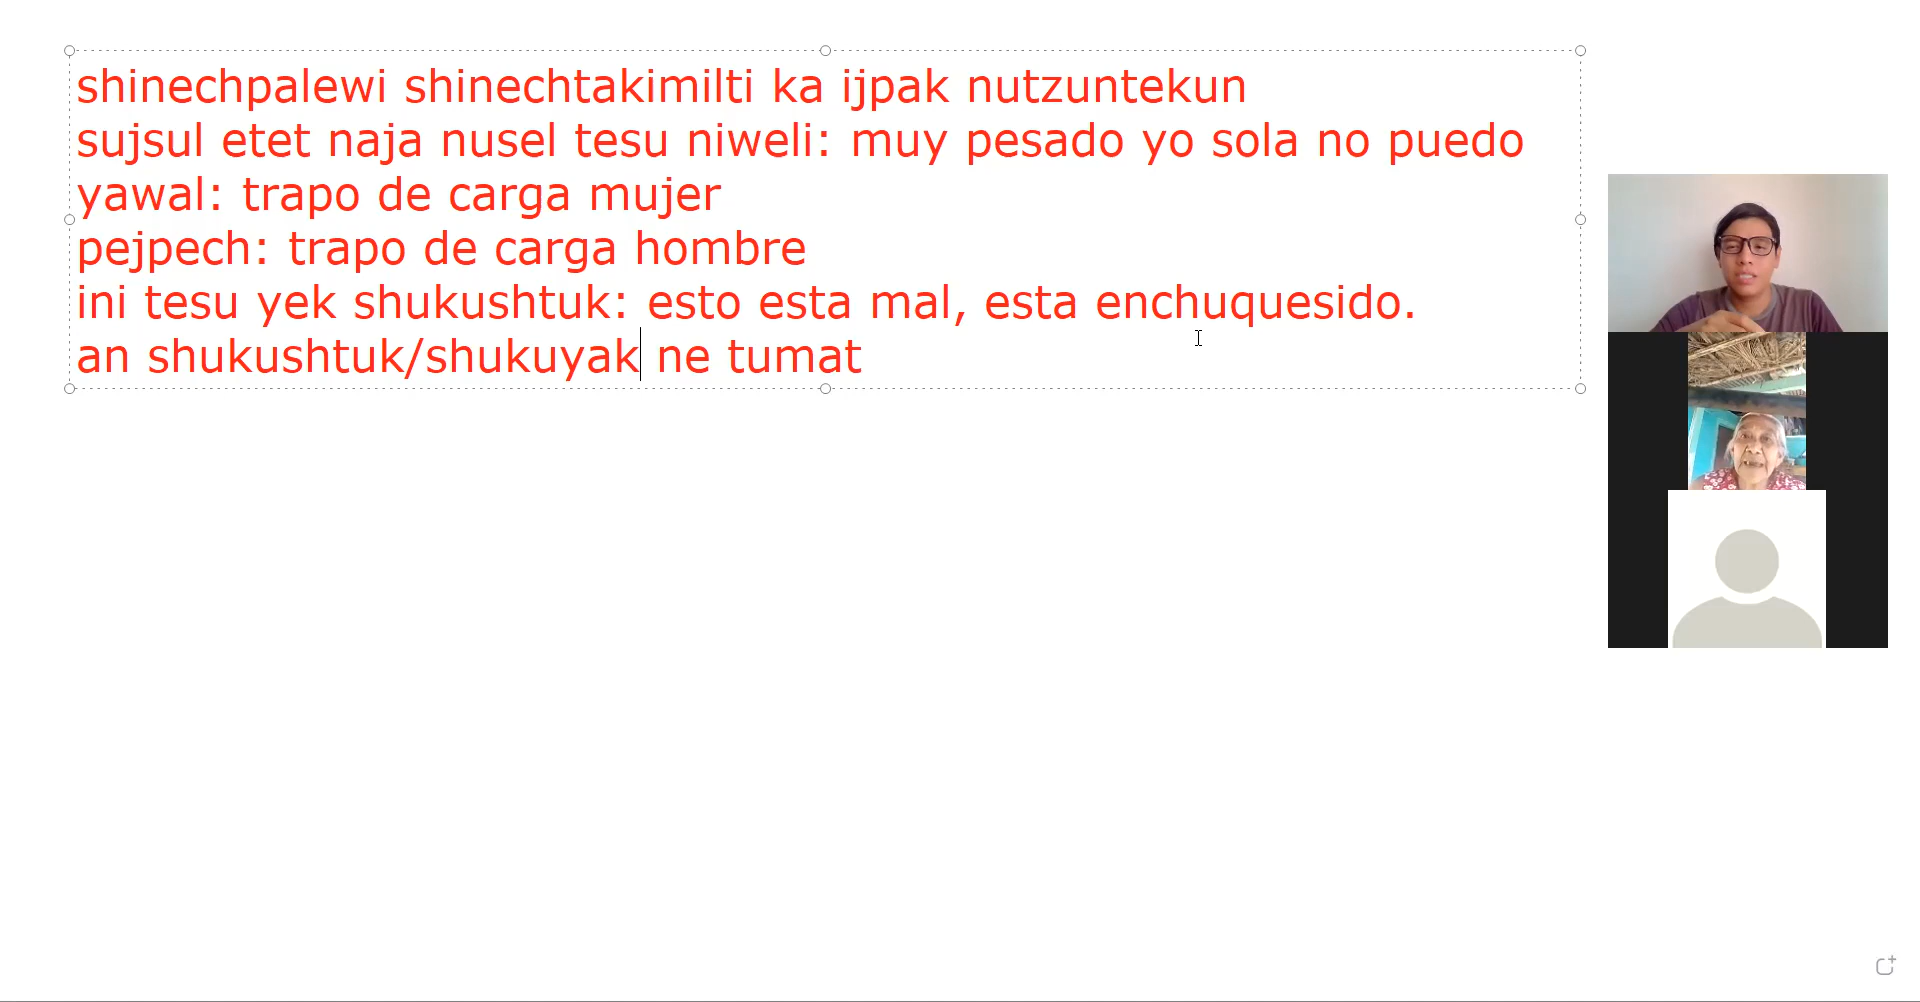 shinechpalewi shinechtakimilti ka ijpak nutzuntekun
sujsul etet naja nusel tesu niweli: muy pesado yo sola no puedo
yawal: trapo de carga mujer
pejpech: trapo de carga hombre
ini tesu yek shukushtuk: esto esta mal, esta enchuquesido.
an shukushtuk/shukuyak ne tumat